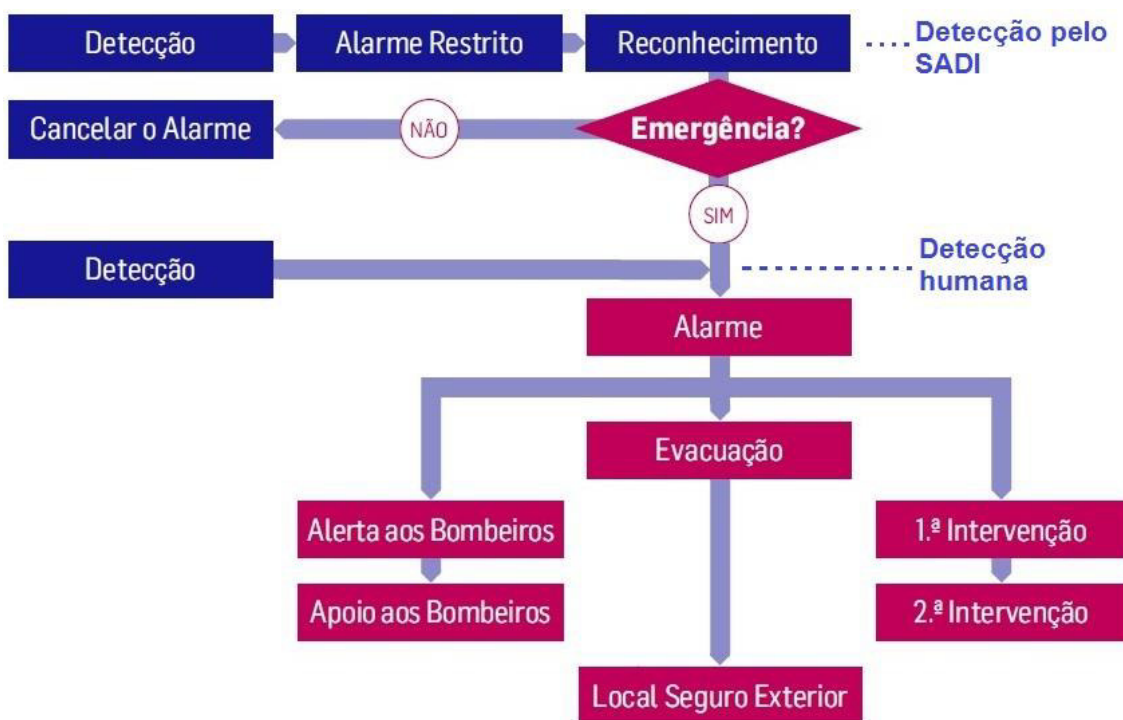 Detecção
Alarme Restrito
Reconhecimento
Detecção pelo
SADI
Cancelar o Alarme
NÃO
Emergência?
SIM
Detecção
Detecção
humana
Alarme
Evacuação
Alerta aos Bombeiros
1.ª Intervenção
Apoio aos Bombeiros
2.ª Intervenção
Local Seguro Exterior